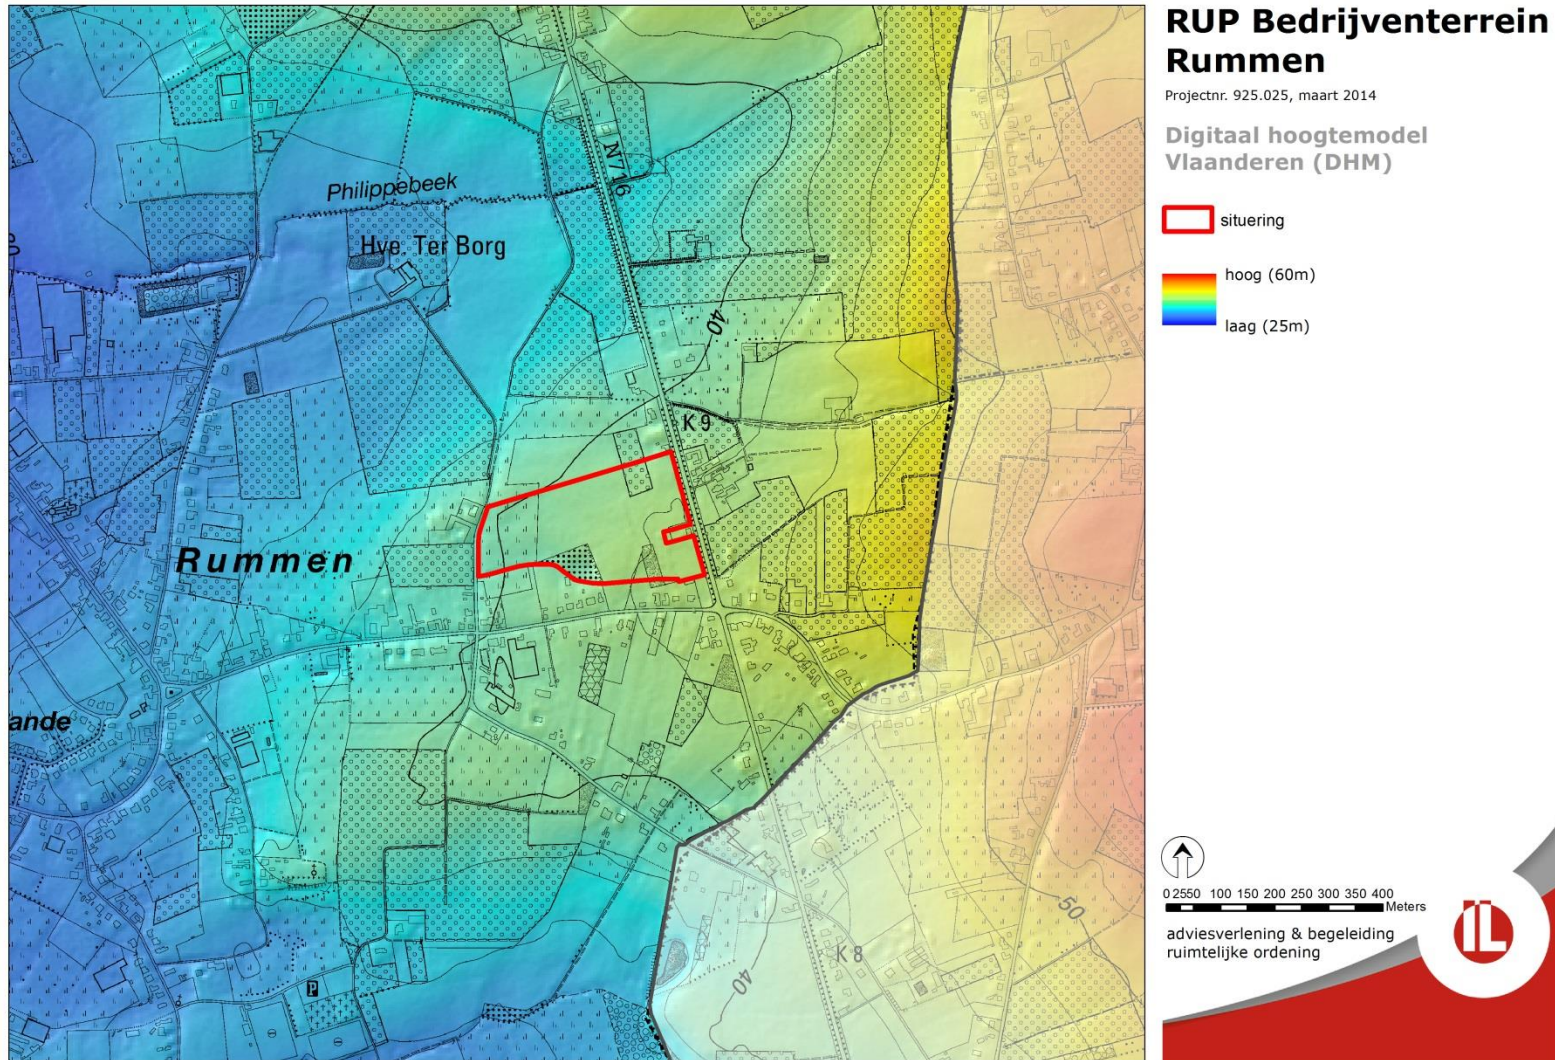 RUP Bedrijventerrein
Rummen
Projectnr. 925.025, maart 2014
Digitaal hoogtemodel
Vlaanderen (DHM)
situering
hoog (60m)
laag (25m)
N716
Philippebeek
Hve. Ter Borg
40
K 9
Rummen
ande
50
K 8
40
P
0 25 50 100 150 200 250 300 350 400
Meters
adviesverlening & begeleiding
ruimtelijke ordening
IL